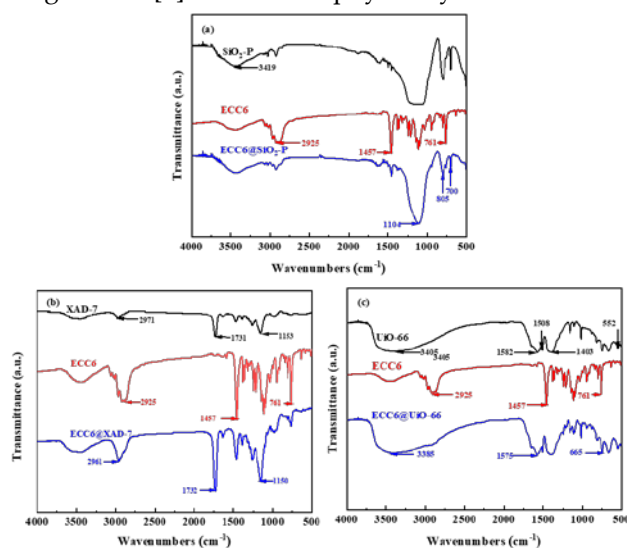 (a)
SiO2-P
3419
ECC6
2925
1457
761
ECC6@SiO2-P
1104
805
700
Transmittance (a.u.)
4000 3500 3000 2500 2000 1500 1000 500
Wavenumbers (cm-1)
(b)
XAD-7
2971
1731
1153
ECC6
2925
1457
761
ECC6@XAD-7
2961
1732
1150
Transmittance (a.u.)
4000 3500 3000 2500 2000 1500 1000 500
Wavenumbers (cm-1)
(c)
1508
552
UiO-66
3405
3405
1582
1403
ECC6
2925
1457
761
ECC6@UiO-66
3385
1575
665
Transmittance (a.u.)
4000 3500 3000 2500 2000 1500 1000 500
Wavenumbers (cm-1)